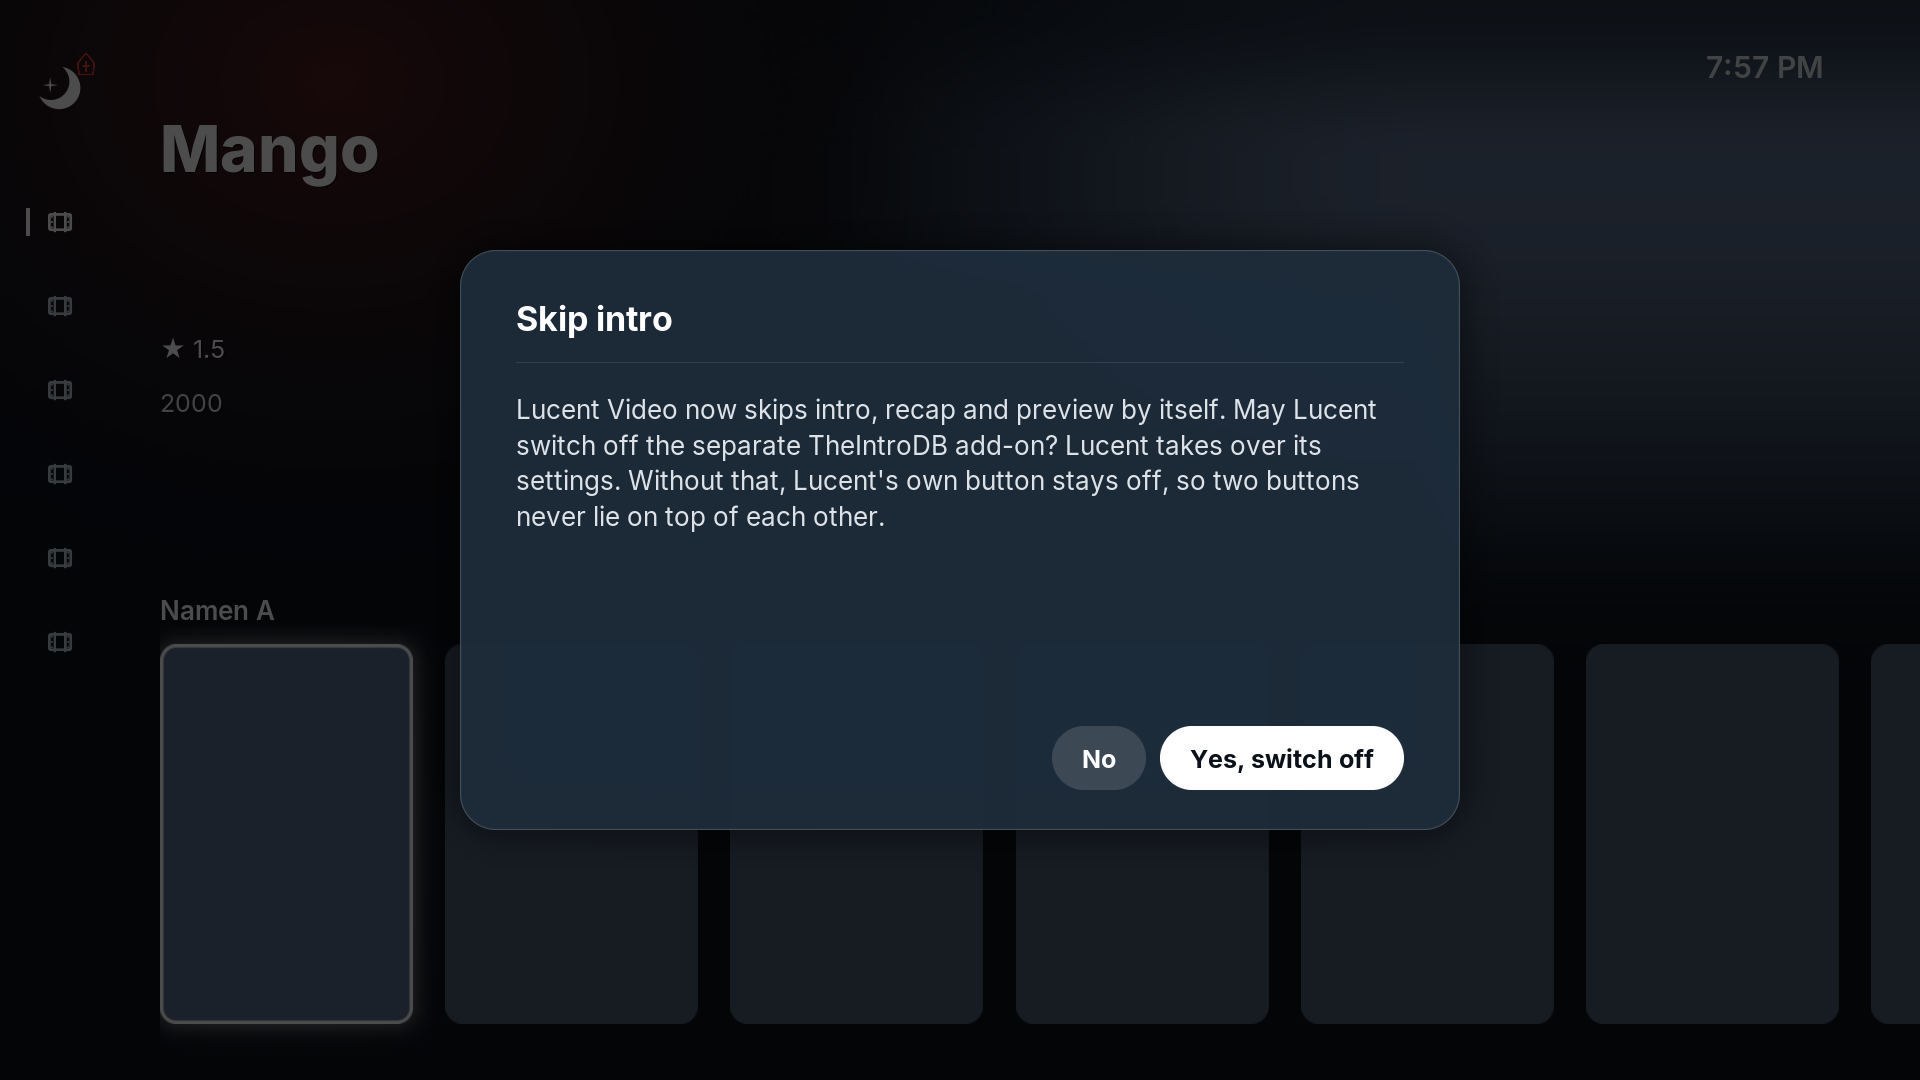 7:57 PM
Mango
★ 1.5
2000
Namen A
Skip intro
Lucent Video now skips intro, recap and preview by itself. May Lucent
switch off the separate TheIntroDB add-on? Lucent takes over its
settings. Without that, Lucent's own button stays off, so two buttons
never lie on top of each other.
No
Yes, switch off